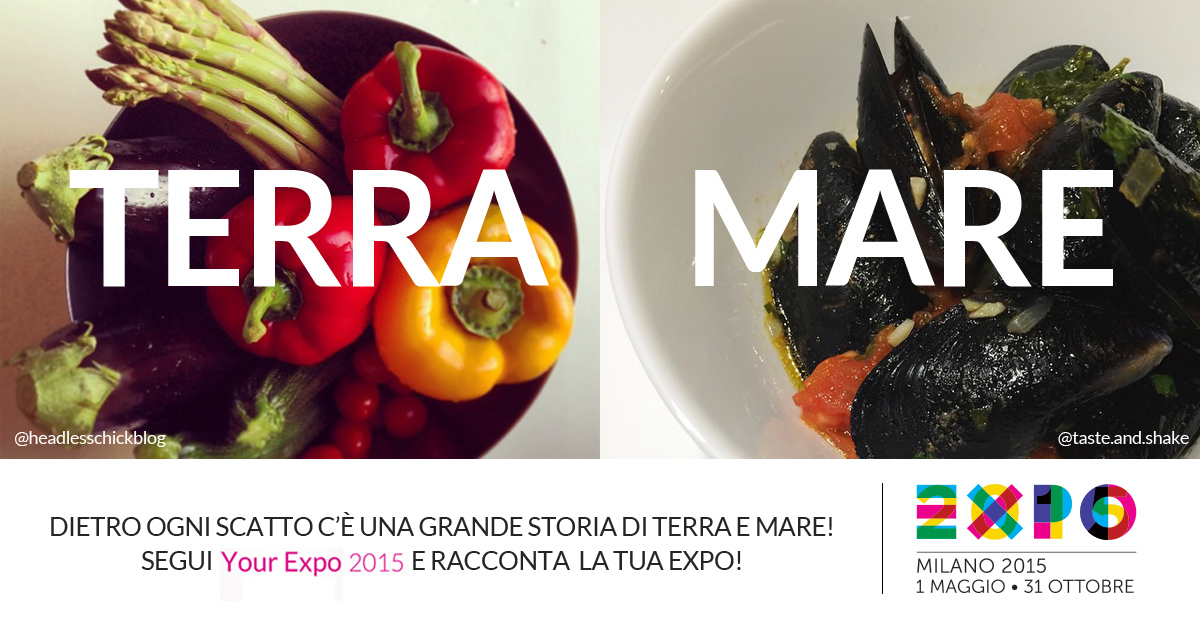 TERRA
MARE
@headlesschickblog
@taste.and.shake
DIETRO OGNI SCATTO C'È UNA GRANDE STORIA DI TERRA E MARE!
SEGUI Your Expo 2015 E RACCONTA LA TUA EXPO!
EXPO
MILANO 2015
1 MAGGIO • 31 OTTOBRE